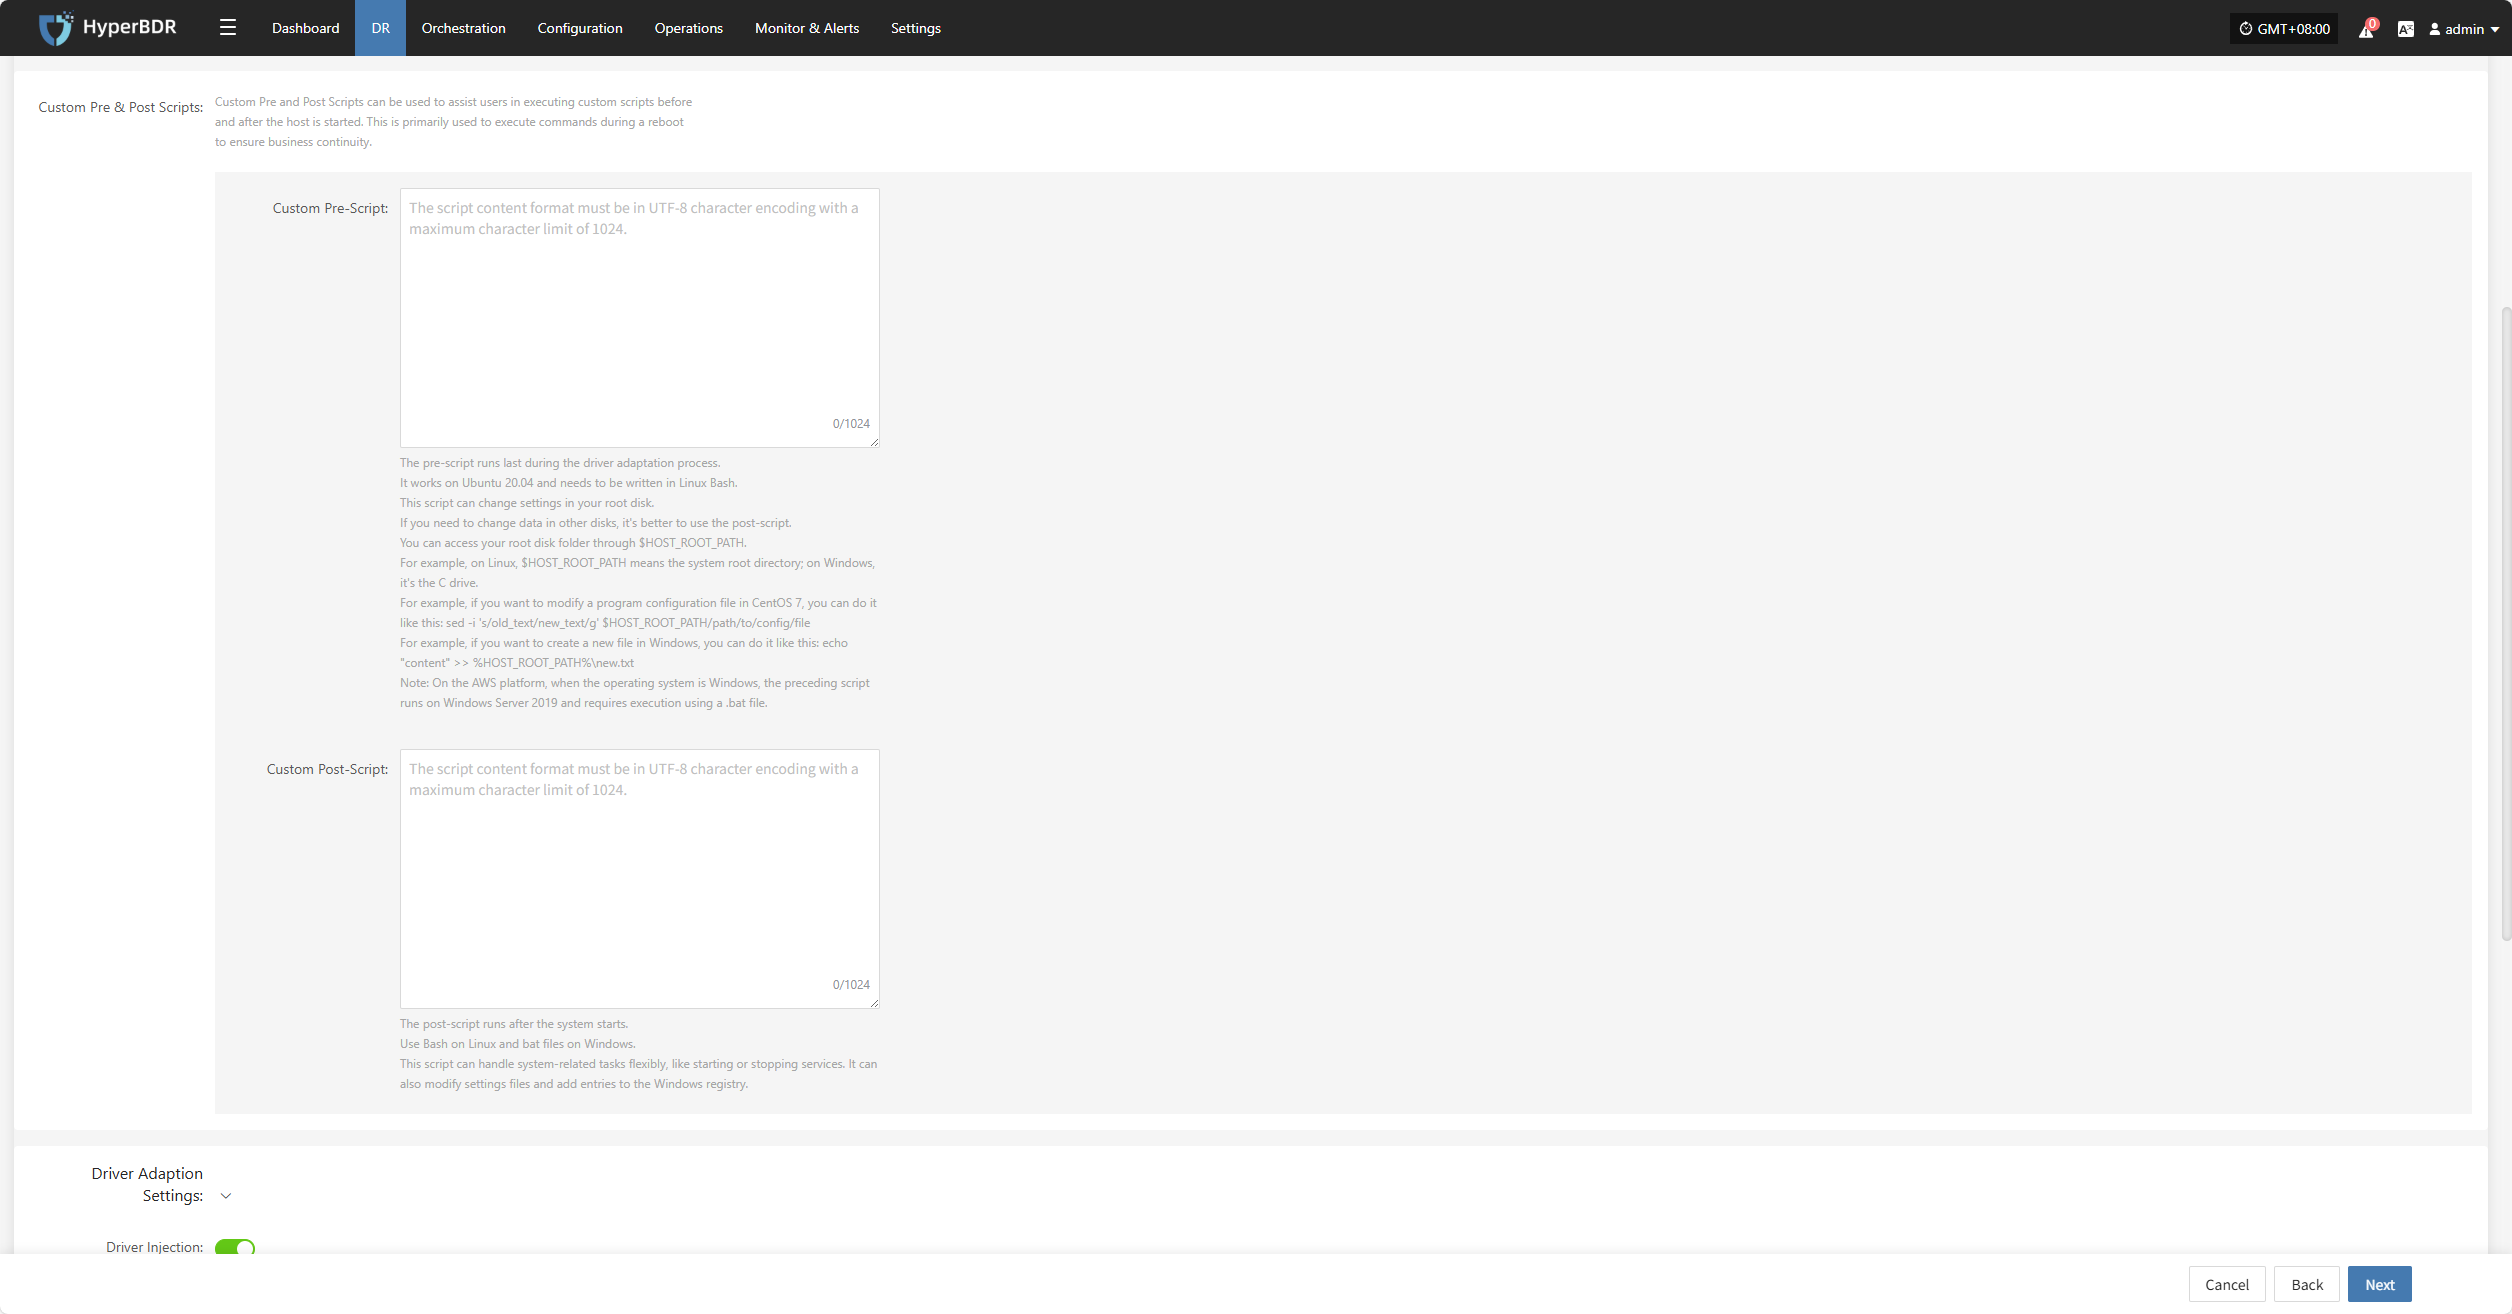 HyperBDR
Dashboard
DR
Orchestration
Configuration
Operations
Monitor & Alerts
Settings
GMT+08:00
0
admin
Custom Pre & Post Scripts:
Custom Pre and Post Scripts can be used to assist users in executing custom scripts before
and after the host is started. This is primarily used to execute commands during a reboot
to ensure business continuity.
Custom Pre-Script:
The script content format must be in UTF-8 character encoding with a
maximum character limit of 1024.
0/1024
The pre-script runs last during the driver adaptation process.
It works on Ubuntu 20.04 and needs to be written in Linux Bash.
This script can change settings in your root disk.
If you need to change data in other disks, it's better to use the post-script.
You can access your root disk folder through $HOST_ROOT_PATH.
For example, on Linux, $HOST_ROOT_PATH means the system root directory; on Windows,
it's the C drive.
For example, if you want to modify a program configuration file in CentOS 7, you can do it
like this: sed -i 's/old_text/new_text/g' $HOST_ROOT_PATH/path/to/config/file
For example, if you want to create a new file in Windows, you can do it like this: echo
"content" >> %HOST_ROOT_PATH%\new.txt
Note: On the AWS platform, when the operating system is Windows, the preceding script
runs on Windows Server 2019 and requires execution using a .bat file.
Custom Post-Script:
The script content format must be in UTF-8 character encoding with a
maximum character limit of 1024.
0/1024
The post-script runs after the system starts.
Use Bash on Linux and bat files on Windows.
This script can handle system-related tasks flexibly, like starting or stopping services. It can
also modify settings files and add entries to the Windows registry.
Driver Adaption
Settings:
Driver Injection:
Cancel
Back
Next